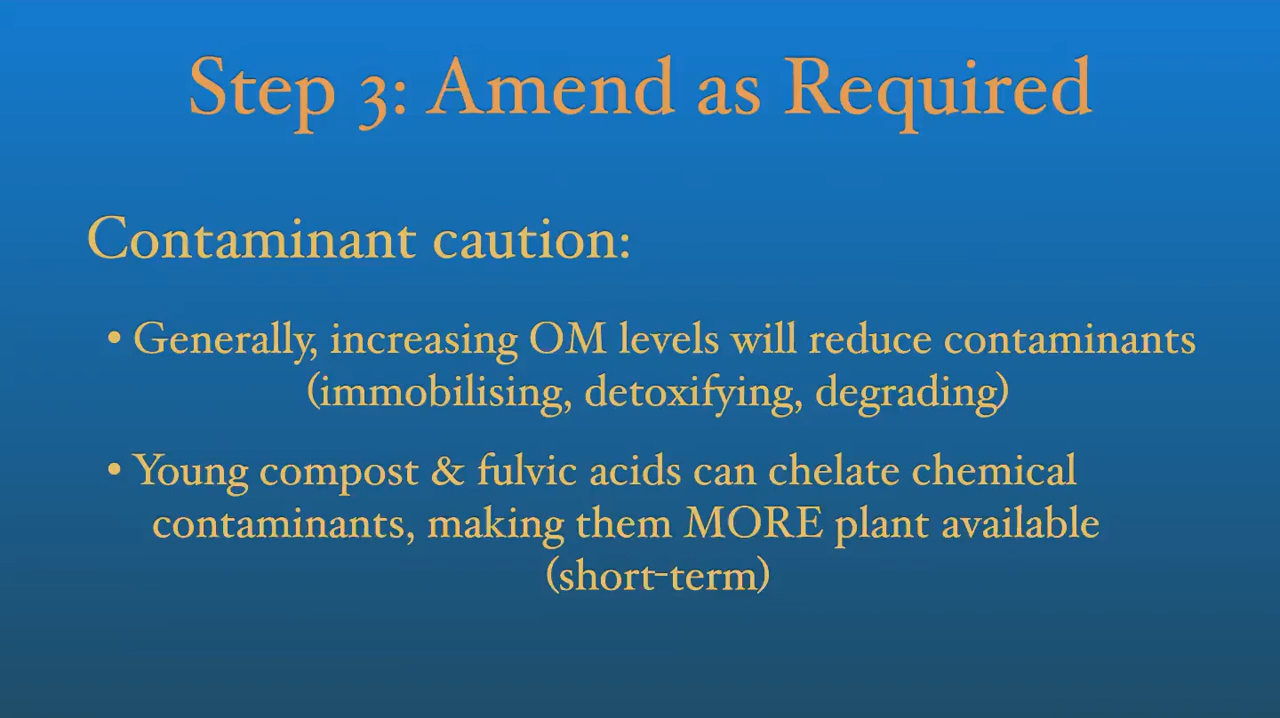 Step 3: Amend as Required
Contaminant caution:
• Generally, increasing OM levels will reduce contaminants
(immobilising, detoxifying, degrading)
• Young compost & fulvic acids can chelate chemical
contaminants, making them MORE plant available
(short-term)